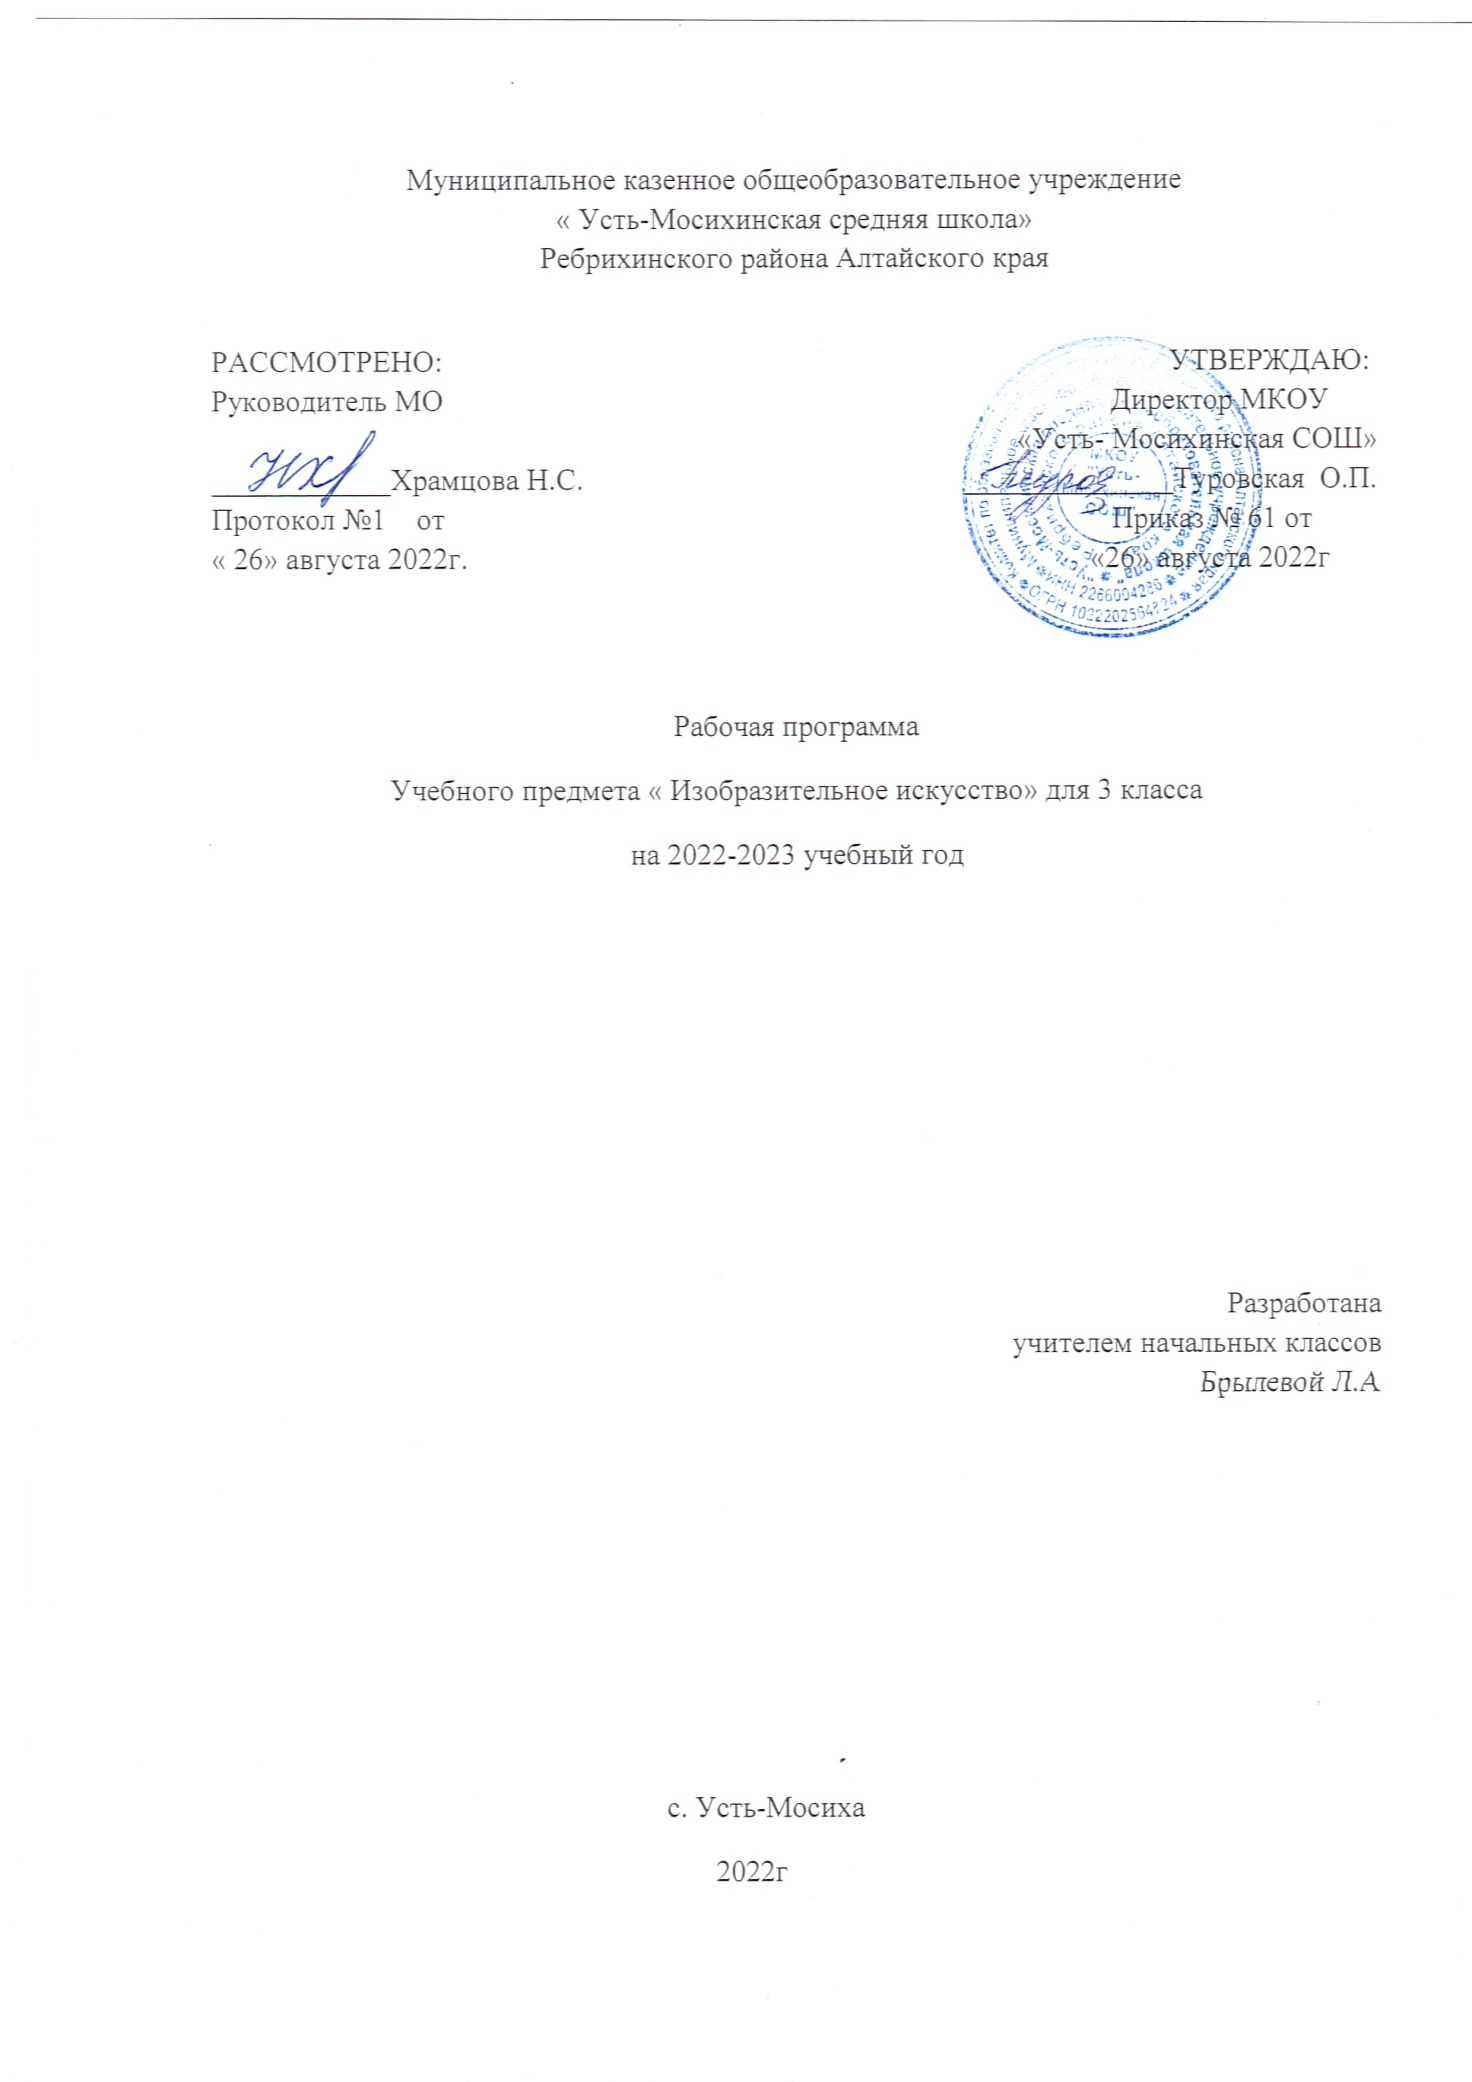 Муниципальное казенное общеобразовательное учреждение
« Усть-Мосихинская средняя школа»
Ребрихинского района Алтайского края
РАССМОТРЕНО:
Руководитель МО
Храмцова Н.С.
Протокол №1 от
« 26» августа 2022г.
УТВЕРЖДАЮ:
Директор МКОУ
«Усть- Мосихинская СОШ»
Туровская О.П.
Приказ № 61 от
«26» августа 2022г
МКОУ
ИНН 2266004286
Рабочая программа
Учебного предмета « Изобразительное искусство» для 3 класса
на 2022-2023 учебный год
Разработана
учителем начальных классов
Брылевой Л.А
с. Усть-Мосиха
2022г